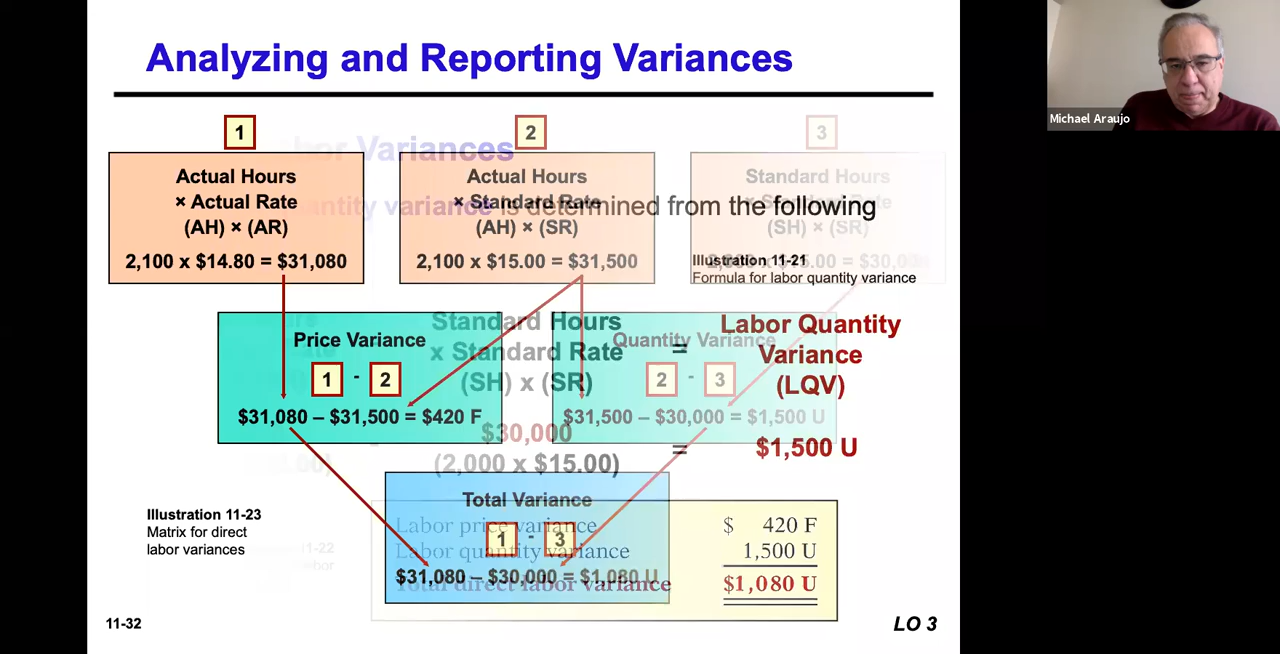 Analyzing and Reporting Variances
Michael Araujo
1
2
3
Variances
Actual Hours
× Actual Rate
(AH) × (AR)
2,100 x $14.80 = $31,080
Actual Hours
× Standard Rate
(AH) × (SR)
2,100 x $15.00 = $31,500
Standard Hours
(SH) × (SR)
quantity variance is determined from the following
Illustration 11-21
Formula for labor quantity variance
Price Variance
1 - 2
$31,080 – $31,500 = $420 F
Standard Hours
x Standard Rate
(SH) x (SR)
$30,000
(2,000 x $15.00)
Quantity Variance
2 - 3
$31,500 – $30,000 = $1,500 U
=
Labor Quantity
Variance
(LQV)
=
$1,500 U
Total Variance
1 - 3
$31,080 – $30,000 = $1,080 U
Illustration 11-23
Matrix for direct
labor variances
Labor price variance $ 420 F
Labor quantity variance 1,500 U
Total direct labor variance $1,080 U
11-32
LO 3